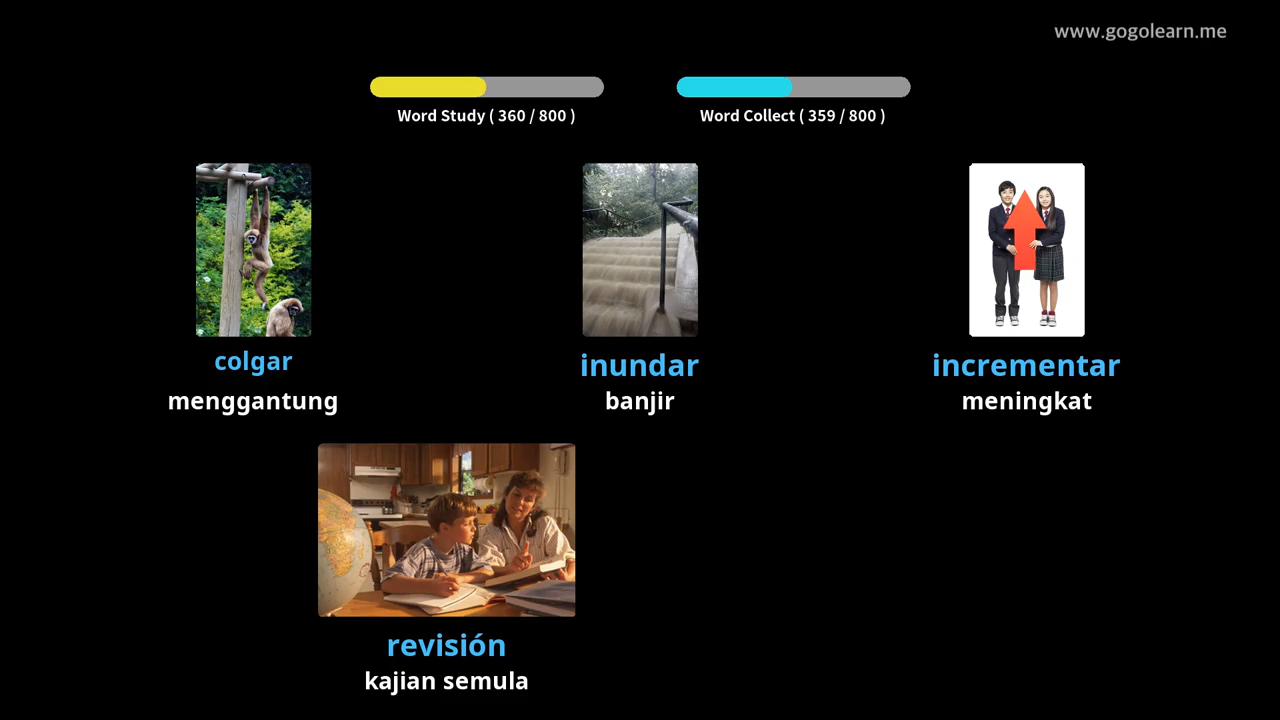 www.gogolearn.me
Word Study ( 360 / 800 )
Word Collect ( 359 / 800 )
colgar
menggantung
inundar
banjir
incrementar
meningkat
revisión
kajian semula